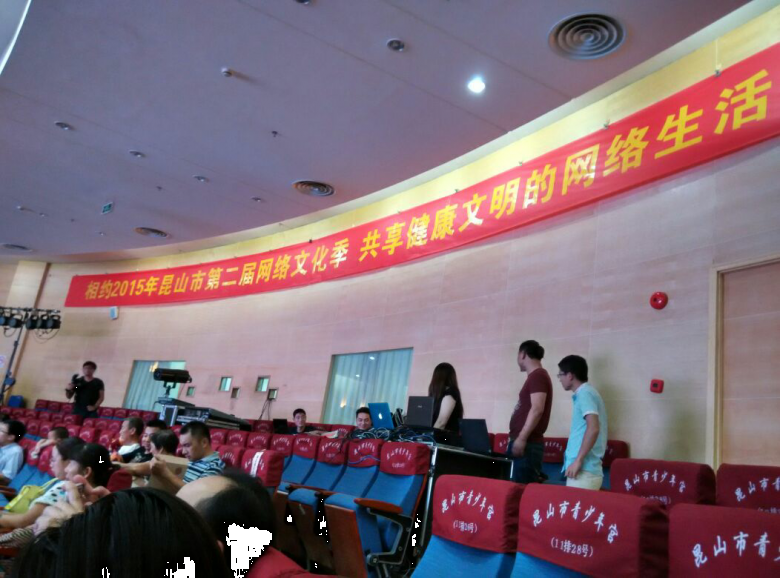 相约2015年昆山市第二届网络文化季 共享健康文明的网络生活
昆山市青少年宫
昆山市青少年宫
(11排28号)
昆山市青少年宫
昆山市青